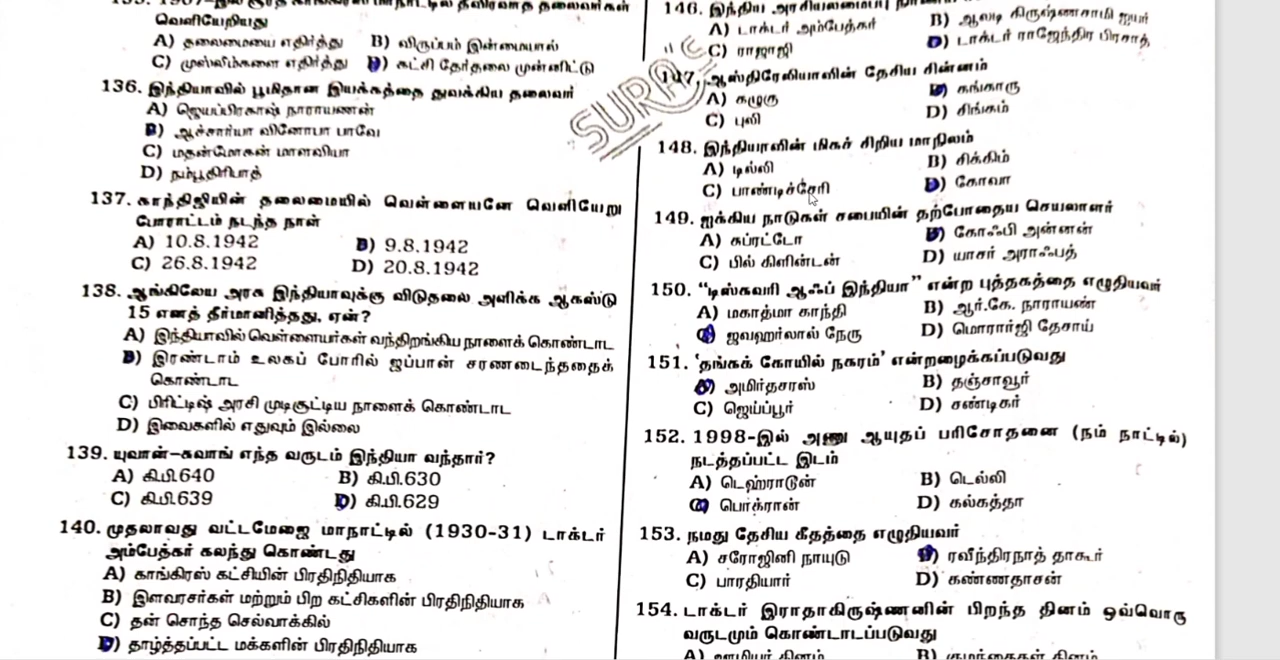 வெளியேறியது
A) தலைமையை எதிர்த்து B) விருப்பம் இன்மையால்
C) முஸ்லிம்களை எதிர்த்து D) கட்சி தேர்தலை முன்னிட்டு
136. இந்தியாவில் பூமிதான இயக்கத்தை துவக்கிய தலைவர்
A) ஜெயப்பிரகாஷ் நாராயணன்
B) ஆச்சார்யா வினோபா பாவே
C) மதன்மோகன் மாளவியா
D) நம்பூதிரிபாத்
137. காந்திஜியின் தலைமையில் வெள்ளையனே வெளியேறு
போராட்டம் நடந்த நாள்
A) 10.8.1942 B) 9.8.1942
C) 26.8.1942 D) 20.8.1942
138. ஆங்கிலேய அரசு இந்தியாவுக்கு விடுதலை அளிக்க ஆகஸ்டு
15 எனத் தீர்மானித்தது, ஏன்?
A) இந்தியாவில் வெள்ளையர்கள் வந்திறங்கிய நாளைக் கொண்டாட
B) இரண்டாம் உலகப் போரில் ஜப்பான் சரணடைந்ததைக்
கொண்டாட
C) பிரிட்டிஷ் அரசி முடிசூட்டிய நாளைக் கொண்டாட
D) இவைகளில் எதுவும் இல்லை
139. யுவான்-சுவாங் எந்த வருடம் இந்தியா வந்தார்?
A) கி.பி.640 B) கி.பி.630
C) கி.பி.639 D) கி.பி.629
140. முதலாவது வட்டமேஜை மாநாட்டில் (1930-31) டாக்டர்
அம்பேத்கர் கலந்து கொண்டது
A) காங்கிரஸ் கட்சியின் பிரதிநிதியாக
B) இளவரசர்கள் மற்றும் பிற கட்சிகளின் பிரதிநிதியாக
C) தன் சொந்த செல்வாக்கில்
D) தாழ்த்தப்பட்ட மக்களின் பிரதிநிதியாக
SURA
146. இந்திய அரசியலமைப்பு
A) டாக்டர் அம்பேத்கர் B) ஆலடி கிருஷ்ணசாமி ஐயர்
C) ராஜாஜி D) டாக்டர் ராஜேந்திர பிரசாத்
147. ஆஸ்திரேலியாவின் தேசிய சின்னம்
A) கழுகு B) கங்காரு
C) புலி D) சிங்கம்
148. இந்தியாவின் மிகச் சிறிய மாநிலம்
A) டில்லி B) சிக்கிம்
C) பாண்டிச்சேரி D) கோவா
149. ஐக்கிய நாடுகள் சபையின் தற்போதைய செயலாளர்
A) சுப்ரட்டோ B) கோஃபி அன்னன்
C) பில் கிளின்டன் D) யாசர் அராஃபத்
150. “டிஸ்கவரி ஆஃப் இந்தியா” என்ற புத்தகத்தை எழுதியவர்
A) மகாத்மா காந்தி B) ஆர்.கே. நாராயண்
C) ஜவஹர்லால் நேரு D) மொரார்ஜி தேசாய்
151. ‘தங்கக் கோயில் நகரம்’ என்றழைக்கப்படுவது
A) அமிர்தசரஸ் B) தஞ்சாவூர்
C) ஜெய்ப்பூர் D) சண்டிகர்
152. 1998-இல் அணு ஆயுதப் பரிசோதனை (நம் நாட்டில்)
நடத்தப்பட்ட இடம்
A) டெஹ்ராடூன் B) டெல்லி
C) பொக்ரான் D) கல்கத்தா
153. நமது தேசிய கீதத்தை எழுதியவர்
A) சரோஜினி நாயுடு B) ரவீந்திரநாத் தாகூர்
C) பாரதியார் D) கண்ணதாசன்
154. டாக்டர் இராதாகிருஷ்ணனின் பிறந்த தினம் ஒவ்வொரு
வருடமும் கொண்டாடப்படுவது